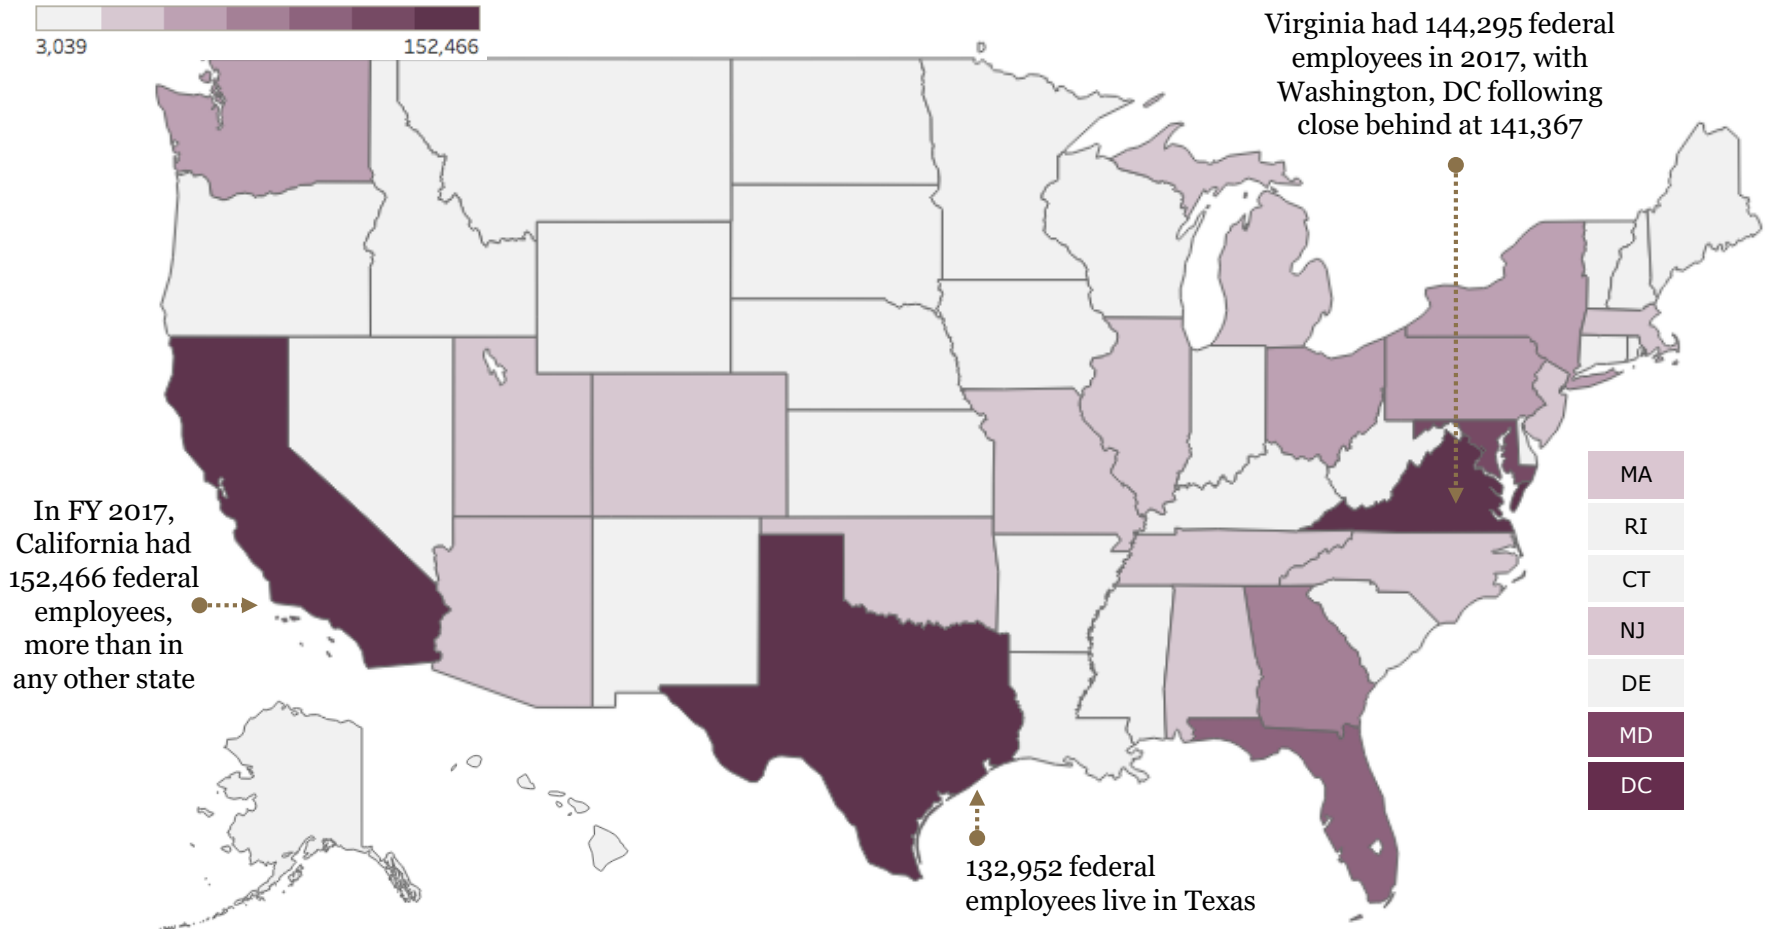 3,039
152,466
D
Virginia had 144,295 federal
employees in 2017, with
Washington, DC following
close behind at 141,367
In FY 2017,
California had
152,466 federal
employees,
more than in
any other state
MA
RI
CT
NJ
DE
MD
DC
132,952 federal
employees live in Texas